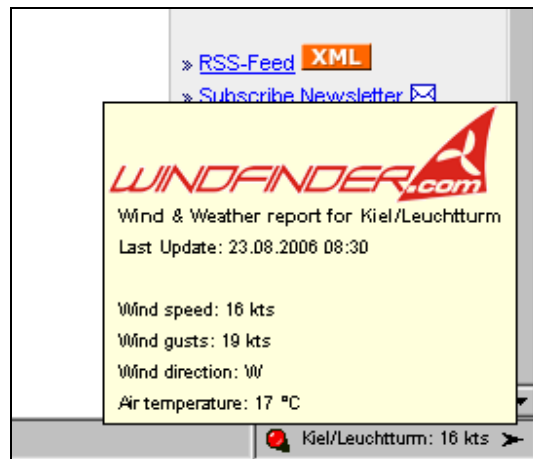 » RSS-Feed XML
» Subscribe Newsletter
WINDFINDER.com
Wind & Weather report for Kiel/Leuchtturm
Last Update: 23.08.2006 08:30
Wind speed: 16 kts
Wind gusts: 19 kts
Wind direction: W
Air temperature: 17 °C
Kiel/Leuchtturm: 16 kts